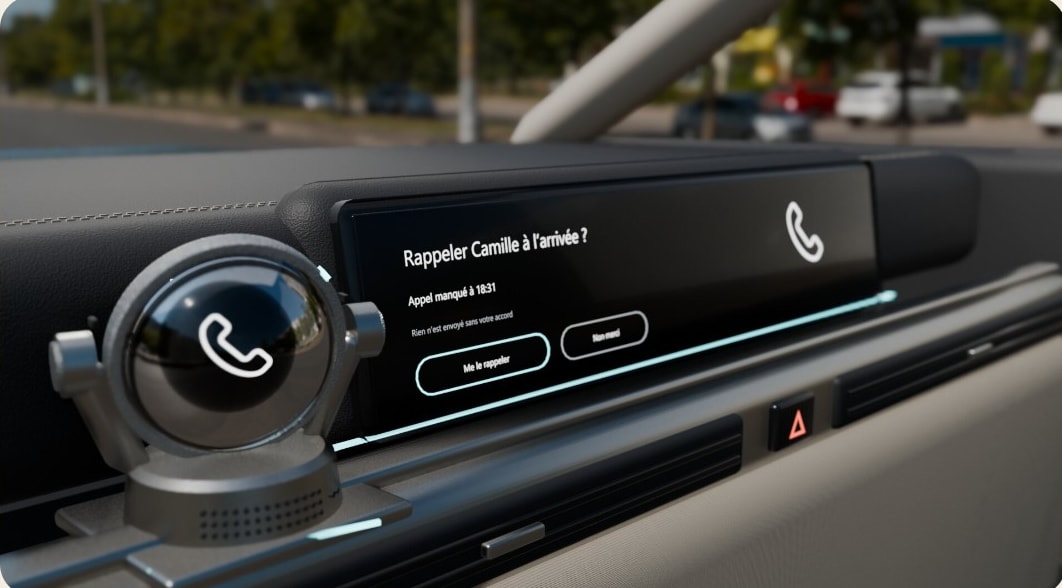 Rappeler Camille à l'arrivée ?
Appel manqué à 18:31
Rien n'est envoyé sans votre accord
Me le rappeler
Non merci